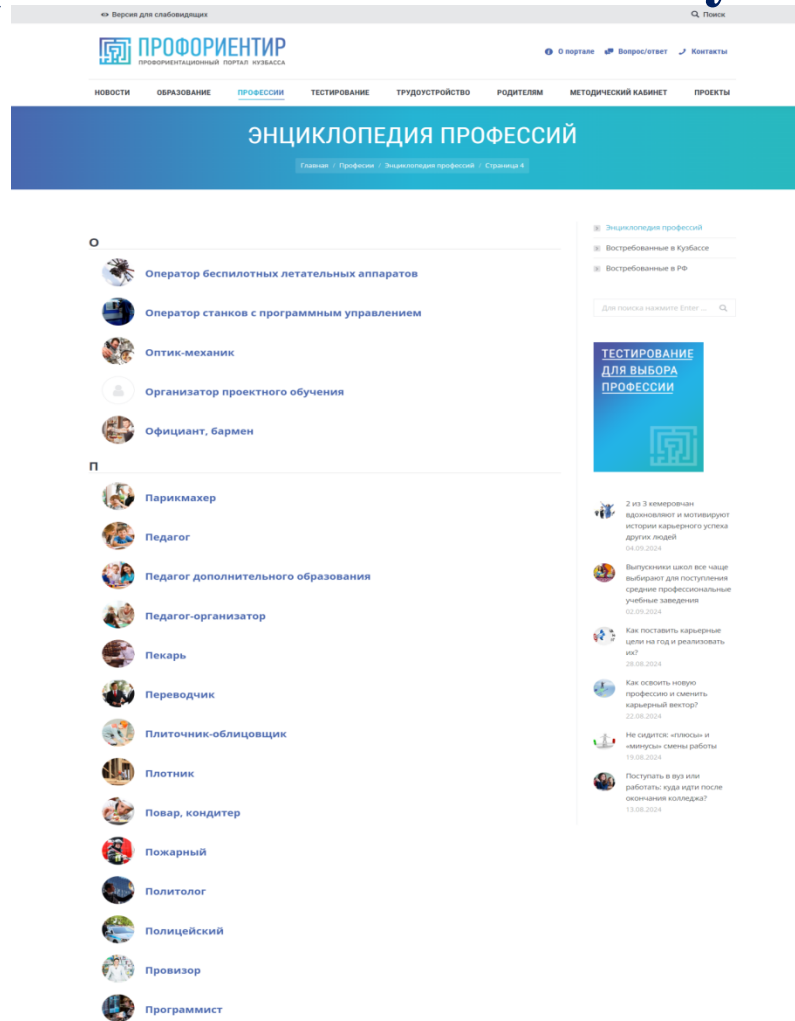 Версия для слабовидящих
Поиск
ПРОФОРИЕНТИР
ПРОФОРИЕНТАЦИОННЫЙ ПОРТАЛ КУЗБАССА
О портале Вопрос/ответ Контакты
НОВОСТИ ОБРАЗОВАНИЕ ПРОФЕССИИ ТЕСТИРОВАНИЕ ТРУДОУСТРОЙСТВО РОДИТЕЛЯМ МЕТОДИЧЕСКИЙ КАБИНЕТ ПРОЕКТЫ
ЭНЦИКЛОПЕДИЯ ПРОФЕССИЙ
Главная / Професии / Энциклопедия профессий / Страница 4
О
Оператор беспилотных летательных аппаратов
Оператор станков с программным управлением
Оптик-механик
Организатор проектного обучения
Официант, бармен
П
Парикмахер
Педагог
Педагог дополнительного образования
Педагог-организатор
Пекарь
Переводчик
Плиточник-облицовщик
Плотник
Повар, кондитер
Пожарный
Политолог
Полицейский
Провизор
Программист
Энциклопедия профессий
Востребованные в Кузбассе
Востребованные в РФ
Для поиска нажмите Enter ...
ТЕСТИРОВАНИЕ
ДЛЯ ВЫБОРА
ПРОФЕССИИ
2 из 3 кемеровчан
вдохновляют и мотивируют
истории карьерного успеха
других людей
04.09.2024
Выпускники школ все чаще
выбирают для поступления
средние профессиональные
учебные заведения
02.09.2024
Как поставить карьерные
цели на год и реализовать
их?
28.08.2024
Как освоить новую
профессию и сменить
карьерный вектор?
22.08.2024
Не сидится: «плюсы» и
«минусы» смены работы
19.08.2024
Поступать в вуз или
работать: куда идти после
окончания колледжа?
13.08.2024